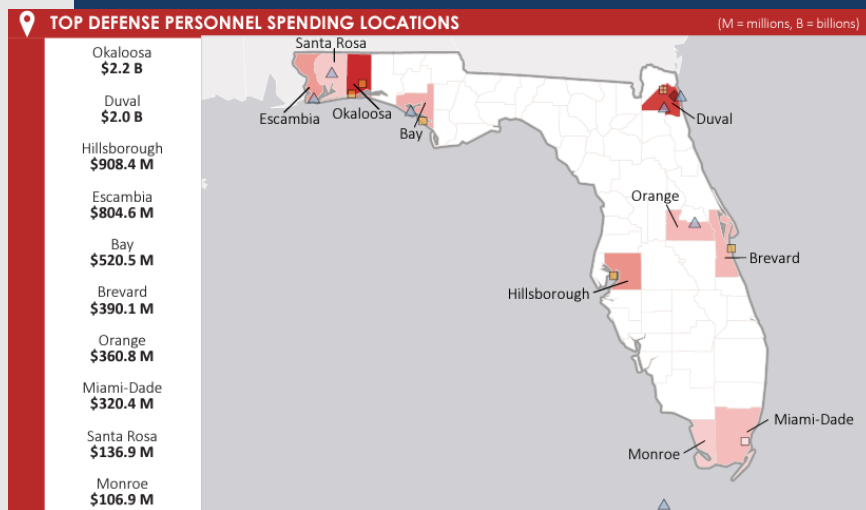 TOP DEFENSE PERSONNEL SPENDING LOCATIONS
(M = millions, B = billions)
Okaloosa
$2.2 B
Duval
$2.0 B
Hillsborough
$908.4 M
Escambia
$804.6 M
Bay
$520.5 M
Brevard
$390.1 M
Orange
$360.8 M
Miami-Dade
$320.4 M
Santa Rosa
$136.9 M
Monroe
$106.9 M
Santa Rosa
Escambia
Okaloosa
Bay
Duval
Orange
Brevard
Hillsborough
Miami-Dade
Monroe